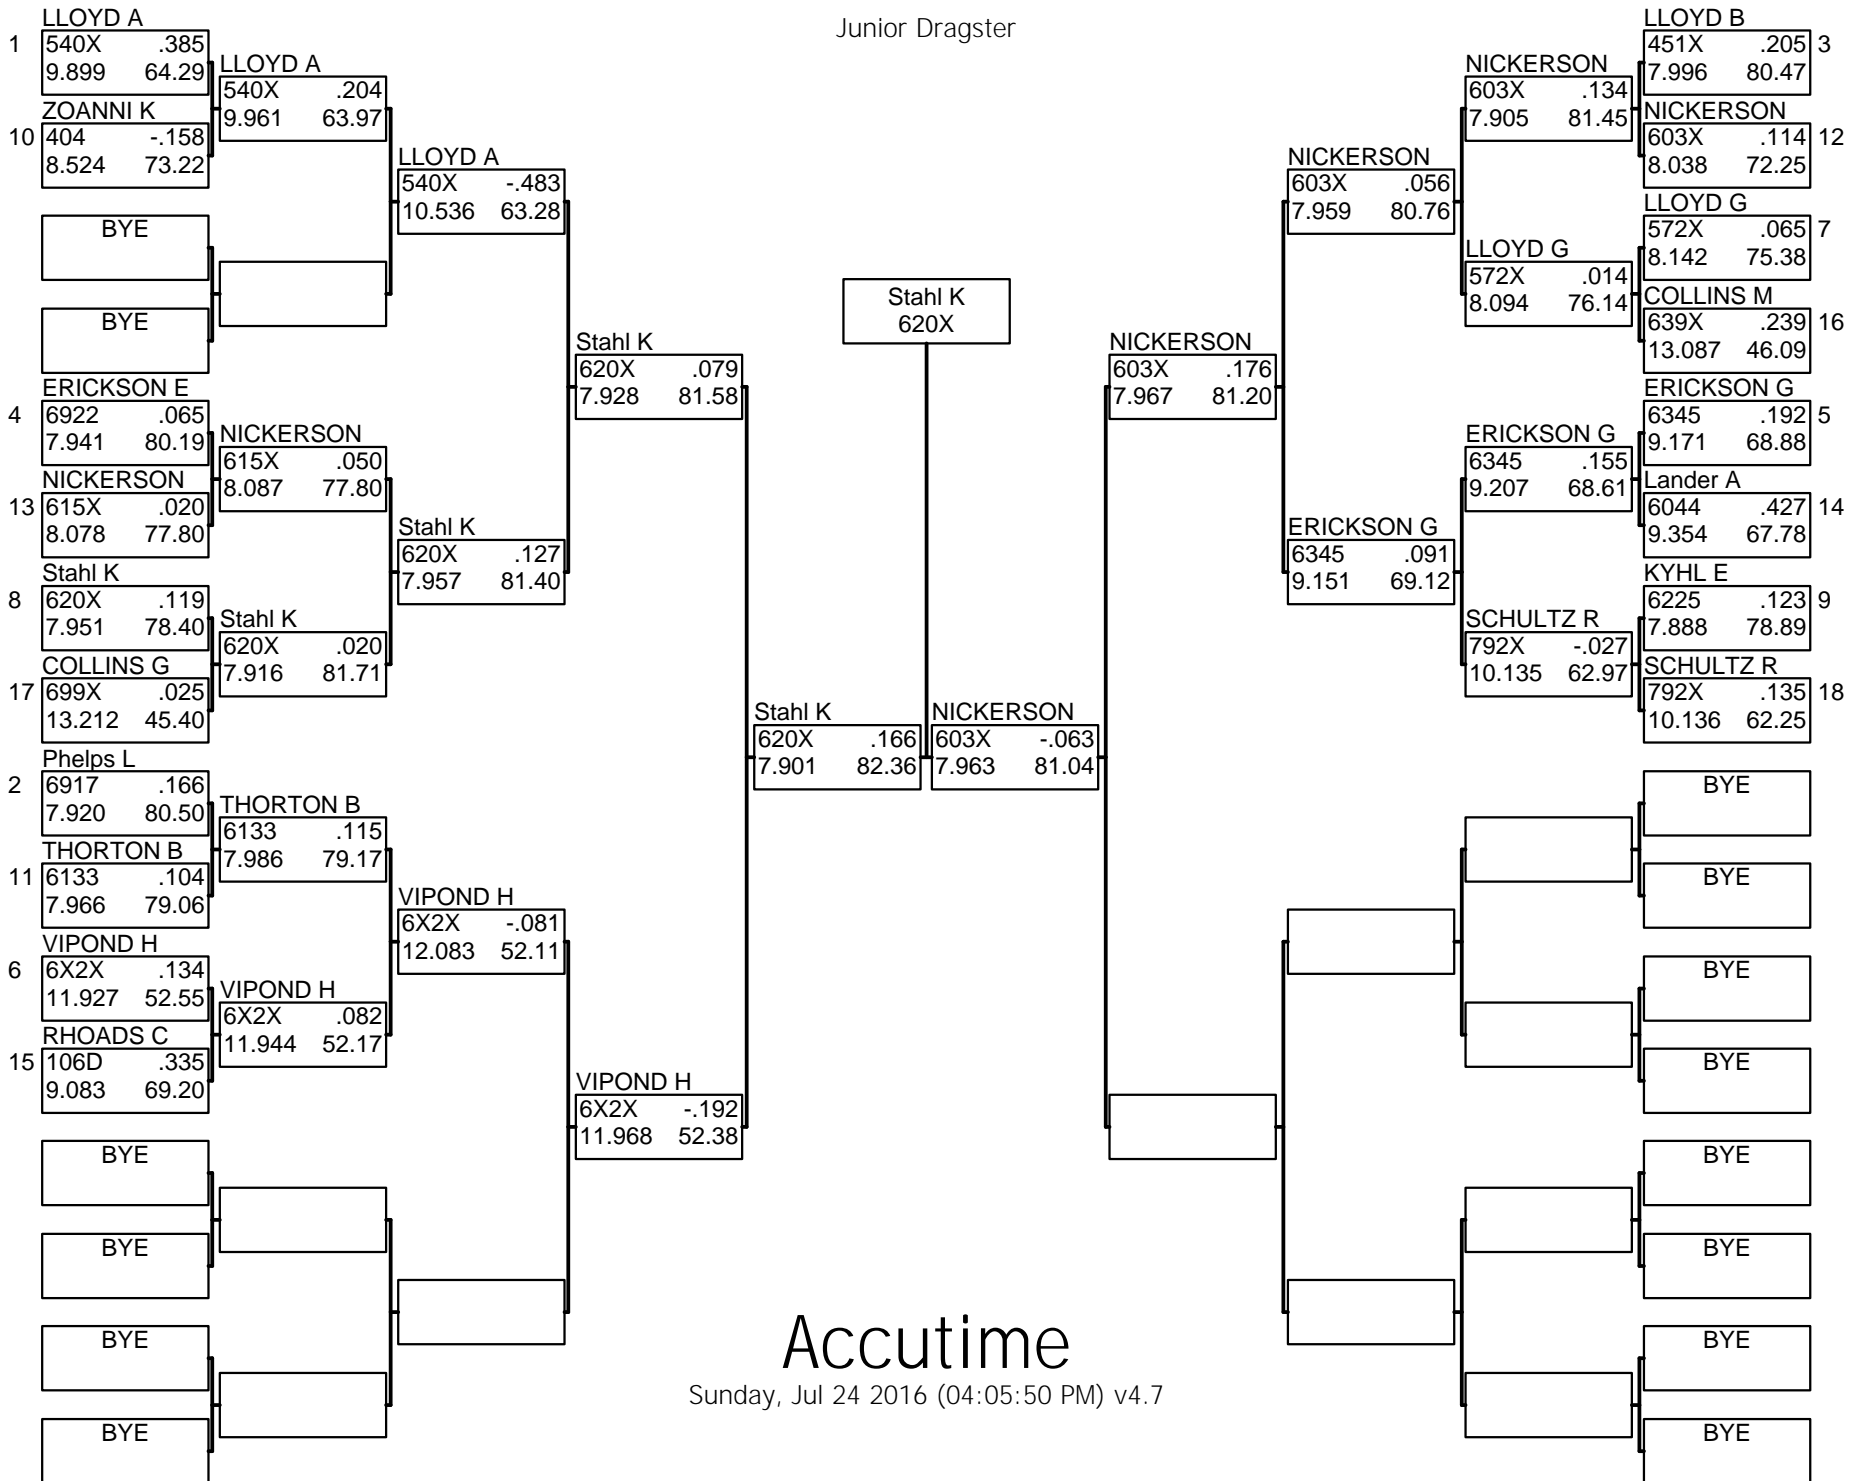 Junior Dragster
LLOYD A
1 540X .385
9.899 64.29
ZOANNI K
10 404 -.158
8.524 73.22
BYE
BYE
ERICKSON E
4 6922 .065
7.941 80.19
NICKERSON
13 615X .020
8.078 77.80
Stahl K
8 620X .119
7.951 78.40
COLLINS G
17 699X .025
13.212 45.40
Phelps L
2 6917 .166
7.920 80.50
THORTON B
11 6133 .104
7.966 79.06
VIPOND H
6 6X2X .134
11.927 52.55
RHOADS C
15 106D .335
9.083 69.20
BYE
BYE
BYE
BYE
LLOYD A
540X .204
9.961 63.97
NICKERSON
615X .050
8.087 77.80
Stahl K
620X .020
7.916 81.71
THORTON B
6133 .115
7.986 79.17
VIPOND H
6X2X .082
11.944 52.17
LLOYD A
540X -.483
10.536 63.28
Stahl K
620X .127
7.957 81.40
VIPOND H
6X2X -.081
12.083 52.11
Stahl K
620X .079
7.928 81.58
VIPOND H
6X2X -.192
11.968 52.38
Stahl K
620X .166
7.901 82.36
Stahl K
620X
NICKERSON
603X -.063
7.963 81.04
NICKERSON
603X .176
7.967 81.20
NICKERSON
603X .056
7.959 80.76
ERICKSON G
6345 .091
9.151 69.12
NICKERSON
603X .134
7.905 81.45
LLOYD G
572X .014
8.094 76.14
ERICKSON G
6345 .155
9.207 68.61
SCHULTZ R
792X -.027
10.135 62.97
LLOYD B
451X .205 3
7.996 80.47
NICKERSON
603X .114 12
8.038 72.25
LLOYD G
572X .065 7
8.142 75.38
COLLINS M
639X .239 16
13.087 46.09
ERICKSON G
6345 .192 5
9.171 68.88
Lander A
6044 .427 14
9.354 67.78
KYHL E
6225 .123 9
7.888 78.89
SCHULTZ R
792X .135 18
10.136 62.25
BYE
BYE
BYE
BYE
BYE
BYE
BYE
BYE
Accutime
Sunday, Jul 24 2016 (04:05:50 PM) v4.7